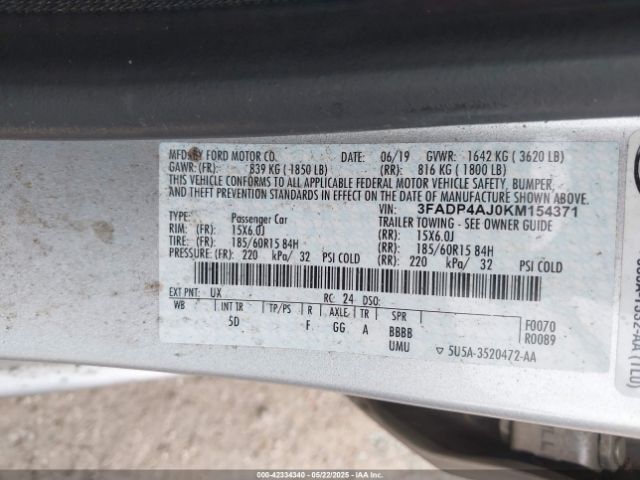 MFD. BY FORD MOTOR CO. DATE: 06/19 GVWR: 1642 KG ( 3620 LB)
GAWR: (FR): 839 KG ( 1850 LB) (RR): 816 KG ( 1800 LB)
THIS VEHICLE CONFORMS TO ALL APPLICABLE FEDERAL MOTOR VEHICLE SAFETY, BUMPER,
AND THEFT PREVENTION STANDARDS IN EFFECT ON THE DATE OF MANUFACTURE SHOWN ABOVE.
VIN: 3FADP4AJ0KM154371
TYPE: Passenger Car TRAILER TOWING - SEE OWNER GUIDE
RIM: (FR): 15X6.0J (RR): 15X6.0J
TIRE: (FR): 185/60R15 84H (RR): 185/60R15 84H
PRESSURE: (FR): 220 kPa/ 32 PSI COLD (RR): 220 kPa/ 32 PSI COLD
EXT PNT: UX RC: 24 DSO:
WB INT TR TP/PS R AXLE TR SPR F0070
5D F GG A BBBB R0089
UMU ▽ 5U5A-3520472-AA
00-42334340 - 05/22/2025 - Copart, IAA